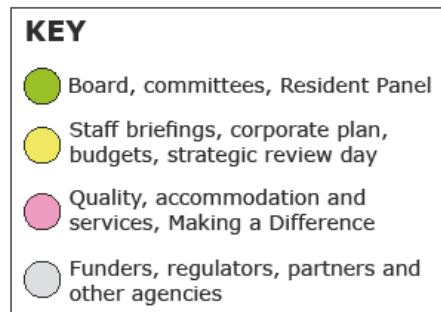 KEY
Board, committees, Resident Panel
Staff briefings, corporate plan,
budgets, strategic review day
Quality, accommodation and
services, Making a Difference
Funders, regulators, partners and
other agencies